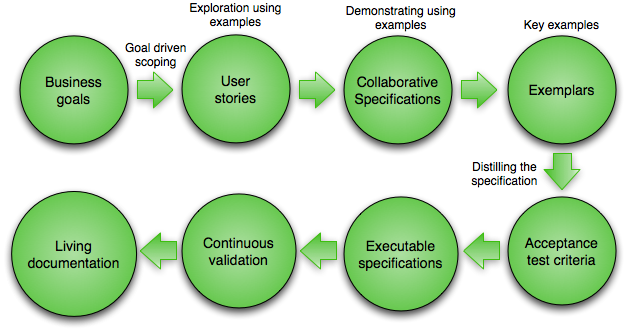 Exploration using
examples
Demonstrating using
examples
Key examples
Goal driven
scoping
Business
goals
User
stories
Collaborative
Specifications
Exemplars
Distilling the
specification
Acceptance
test criteria
Executable
specifications
Continuous
validation
Living
documentation